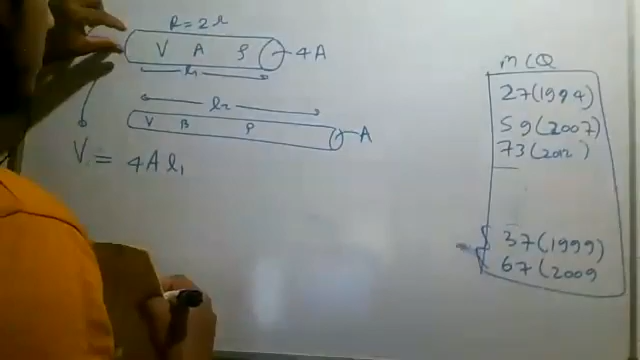 R = 2r
V A ρ 4A
l₁
l₂
V B ρ A
V = 4A l₁
MCQ
27(1994)
59(2007)
73(2012)
37(1999)
67(2009